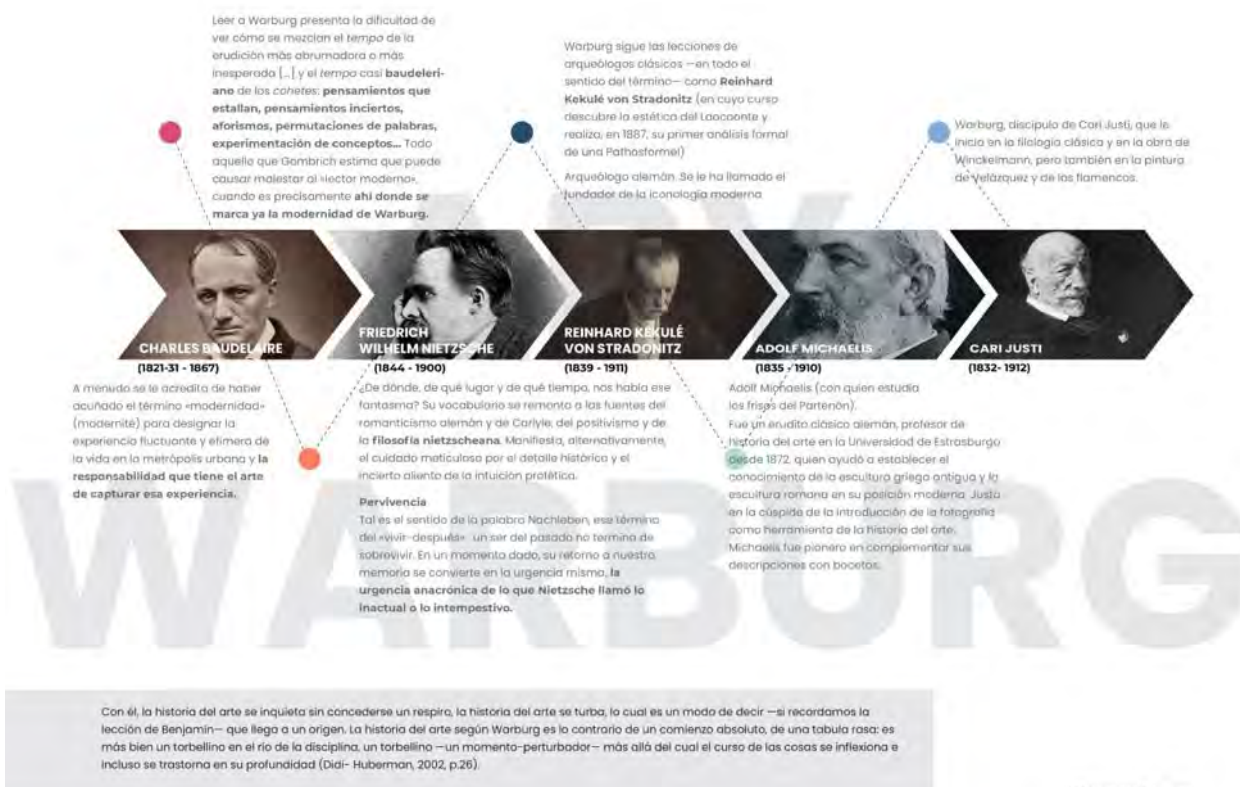 Leer a Warburg presenta la dificultad de
ver cómo se mezclan el tempo de la
erudición más abrumadora o más
inesperada [...] y el tempo casi baudeleri-
ano de los cohetes: pensamientos que
estallan, pensamientos inciertos,
aforismos, permutaciones de palabras,
experimentación de conceptos... Todo
aquello que Gombrich estima que puede
causar malestar al «lector moderno»,
cuando es precisamente ahí donde se
marca ya la modernidad de Warburg.
Warburg sigue las lecciones de
arqueólogos clásicos —en todo el
sentido del término— como Reinhard
Kekulé von Stradonitz (en cuyo curso
descubre la estética del Laocoonte y
realiza, en 1887, su primer análisis formal
de una Pathosformel)
Arqueólogo alemán. Se le ha llamado el
fundador de la iconología moderna
Warburg, discípulo de Cari Justi, que le
inicia en la filología clásica y en la obra de
Winckelmann, pero también en la pintura
de Velázquez y de los flamencos.
CHARLES BAUDELAIRE
(1821-31 - 1867)
FRIEDRICH
WILHELM NIETZSCHE
(1844 - 1900)
REINHARD KEKULÉ
VON STRADONITZ
(1839 - 1911)
ADOLF MICHAELIS
(1835 - 1910)
CARI JUSTI
(1832- 1912)
A menudo se le acredita de haber
acuñado el término «modernidad»
(modernité) para designar la
experiencia fluctuante y efímera de
la vida en la metrópolis urbana y la
responsabilidad que tiene el arte
de capturar esa experiencia.
¿De dónde, de qué lugar y de qué tiempo, nos habla ese
fantasma? Su vocabulario se remonta a las fuentes del
romanticismo alemán y de Carlyle, del positivismo y de
la filosofía nietzscheana. Manifiesta, alternativamente,
el cuidado meticuloso por el detalle histórico y el
incierto aliento de la intuición profética.
Pervivencia
Tal es el sentido de la palabra Nachleben, ese término
del «vivir-después»: un ser del pasado no termina de
sobrevivir. En un momento dado, su retorno a nuestra
memoria se convierte en la urgencia misma, la
urgencia anacrónica de lo que Nietzsche llamó lo
inactual o lo intempestivo.
Adolf Michaelis (con quien estudia
los frisos del Partenón).
Fue un erudito clásico alemán, profesor de
historia del arte en la Universidad de Estrasburgo
desde 1872, quien ayudó a establecer el
conocimiento de la escultura griega antigua y la
escultura romana en su posición moderna. Justo
en la cúspide de la introducción de la fotografía
como herramienta de la historia del arte,
Michaelis fue pionero en complementar sus
descripciones con bocetos.
WARBURG
Con él, la historia del arte se inquieta sin concederse un respiro, la historia del arte se turba, lo cual es un modo de decir —si recordamos la
lección de Benjamin— que llega a un origen. La historia del arte según Warburg es lo contrario de un comienzo absoluto, de una tabula rasa: es
más bien un torbellino en el río de la disciplina, un torbellino —un momento-perturbador— más allá del cual el curso de las cosas se inflexiona e
incluso se trastorna en su profundidad (Didi- Huberman, 2002, p.26).